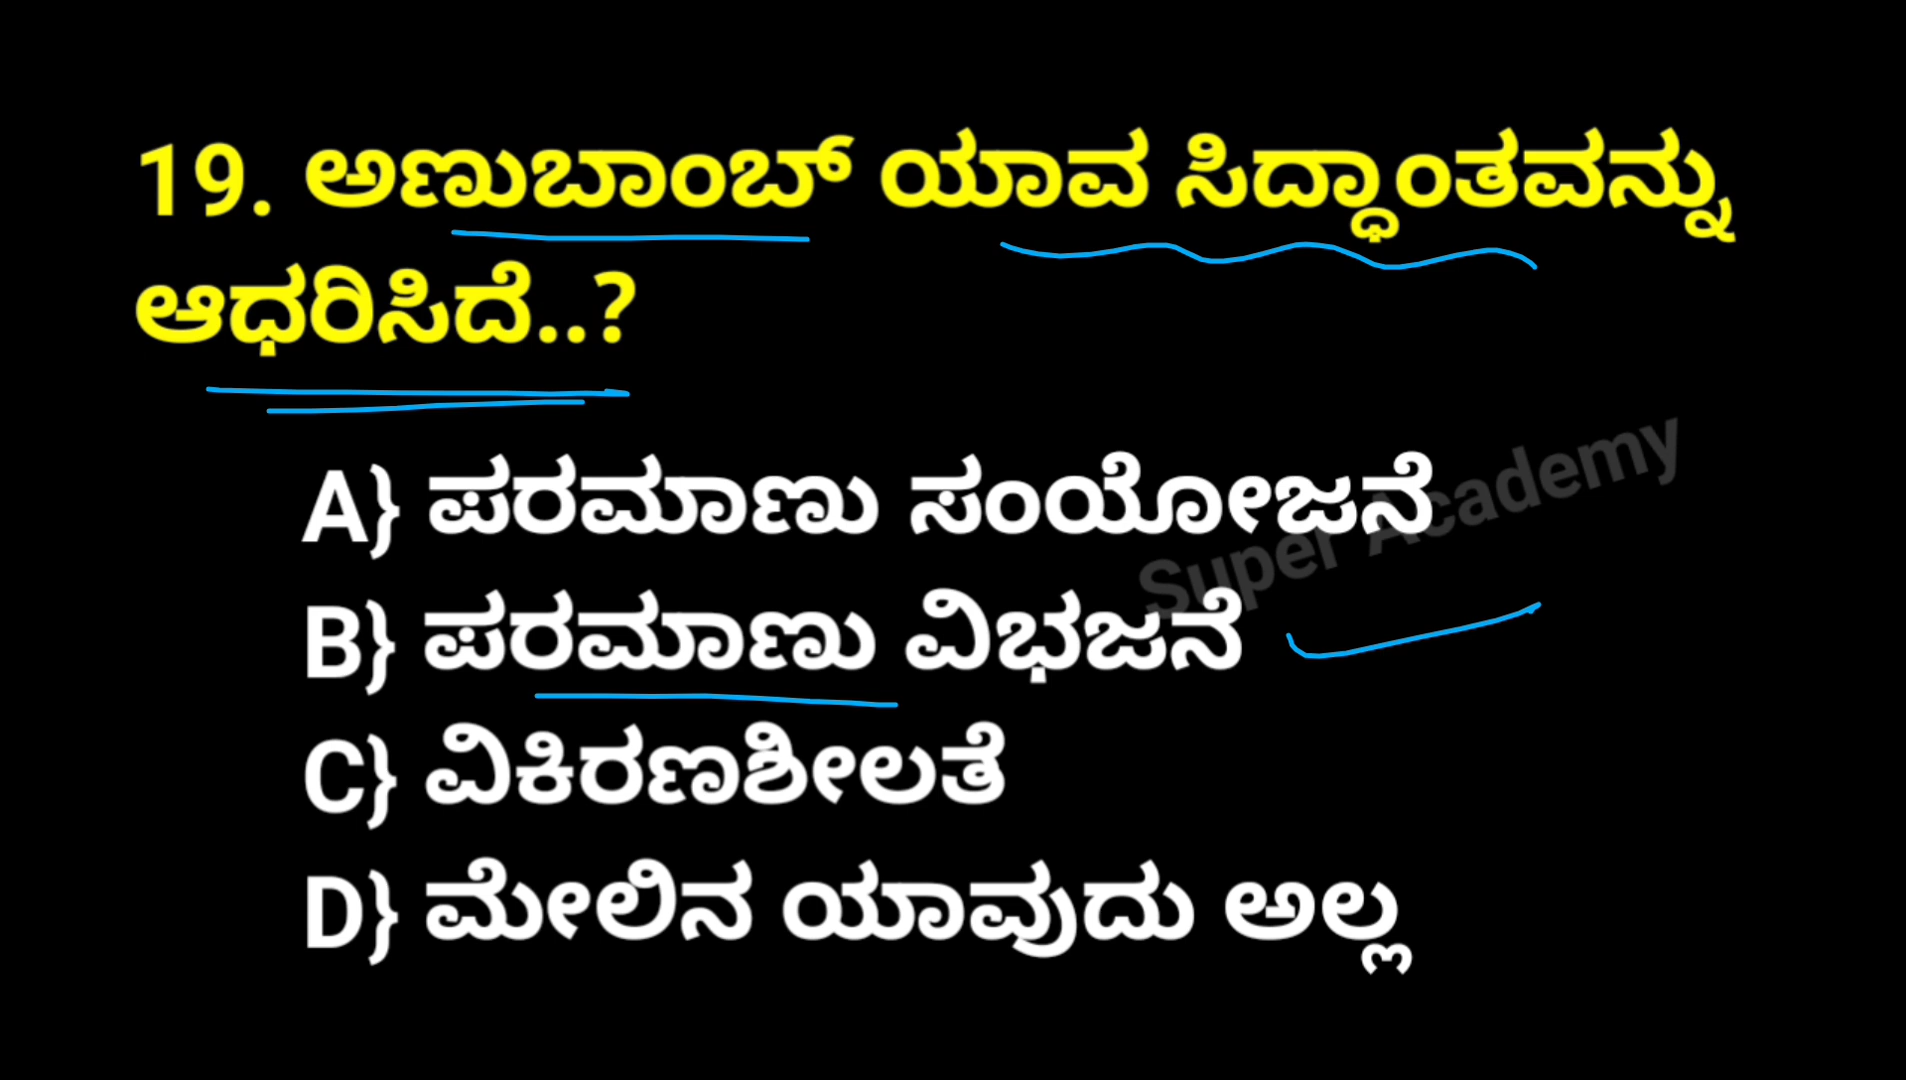 19. ಅಣುಬಾಂಬ್ ಯಾವ ಸಿದ್ಧಾಂತವನ್ನು
ಆಧರಿಸಿದೆ..?
A} ಪರಮಾಣು ಸಂಯೋಜನೆ
Super Academy
B} ಪರಮಾಣು ವಿಭಜನೆ
C} ವಿಕಿರಣಶೀಲತೆ
D} ಮೇಲಿನ ಯಾವುದು ಅಲ್ಲ